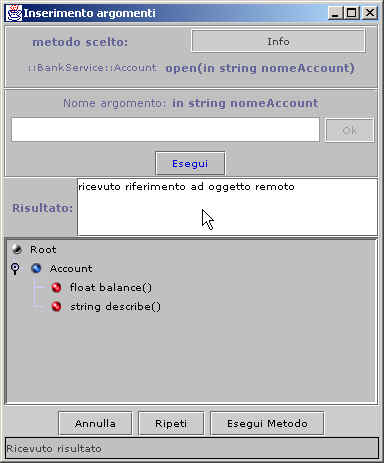 Inserimento argomenti
metodo scelto: Info
::BankService::Account open(in string nomeAccount)
Nome argomento: in string nomeAccount
Ok
Esegui
Risultato: ricevuto riferimento ad oggetto remoto
Root
Account
float balance()
string describe()
Annulla Ripeti Esegui Metodo
Ricevuto risultato